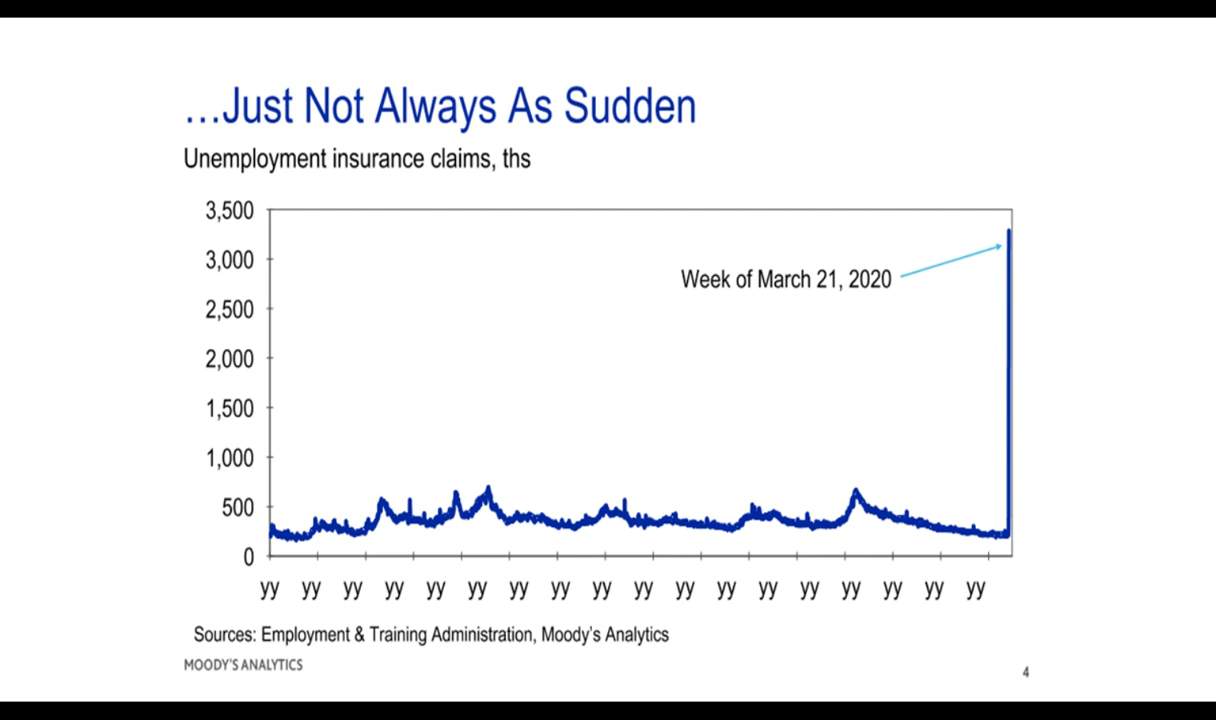 …Just Not Always As Sudden
Unemployment insurance claims, ths
3,500
3,000
Week of March 21, 2020
2,500
2,000
1,500
1,000
500
0
yy yy yy yy yy yy yy yy yy yy yy yy yy yy yy yy yy yy
Sources: Employment & Training Administration, Moody's Analytics
MOODY'S ANALYTICS
4